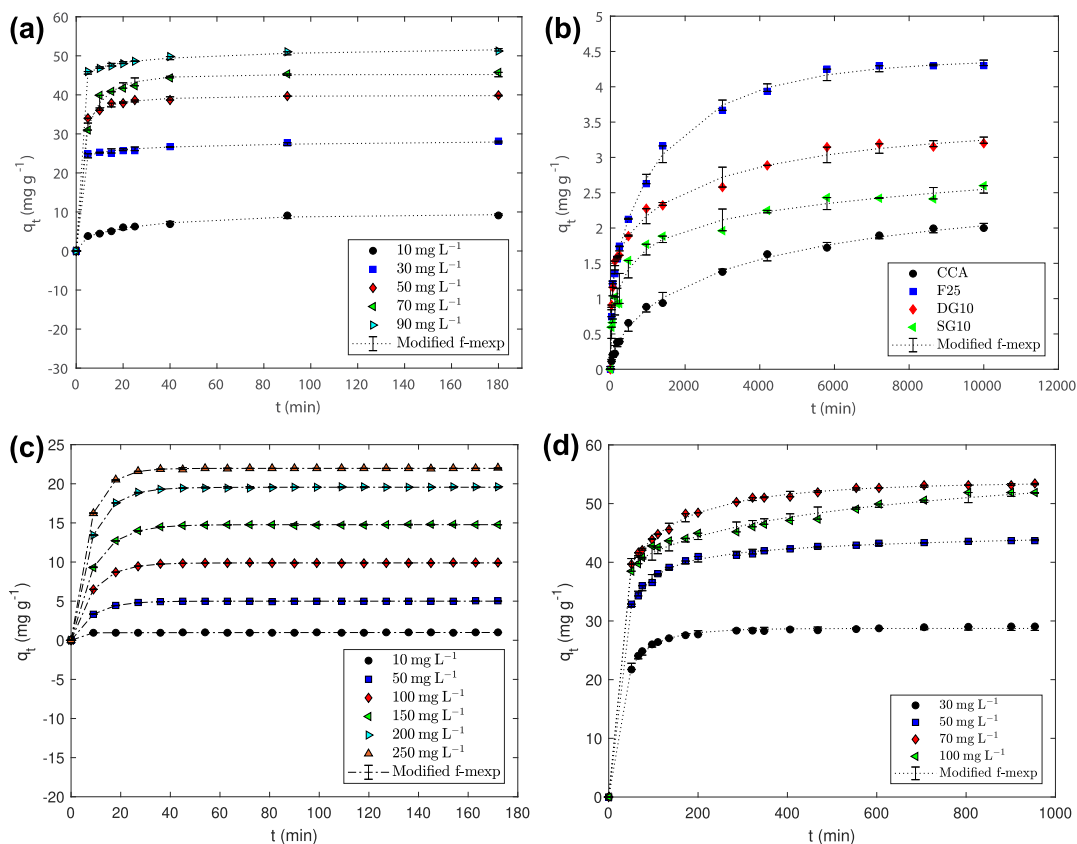 (a)
60
50
40
30
20
10
0
-10
-20
-30
qt (mg g−1)
0
20
40
60
80
100
120
140
160
180
t (min)
10 mg L−1
30 mg L−1
50 mg L−1
70 mg L−1
90 mg L−1
Modified f-mexp
(b)
5
4.5
4
3.5
3
2.5
2
1.5
1
0.5
0
qt (mg g−1)
0
2000
4000
6000
8000
10000
12000
t (min)
CCA
F25
DG10
SG10
Modified f-mexp
(c)
25
20
15
10
5
0
-5
-10
-15
-20
qt (mg g−1)
0
20
40
60
80
100
120
140
160
180
t (min)
10 mg L−1
50 mg L−1
100 mg L−1
150 mg L−1
200 mg L−1
250 mg L−1
Modified f-mexp
(d)
60
50
40
30
20
10
0
qt (mg g−1)
0
200
400
600
800
1000
t (min)
30 mg L−1
50 mg L−1
70 mg L−1
100 mg L−1
Modified f-mexp